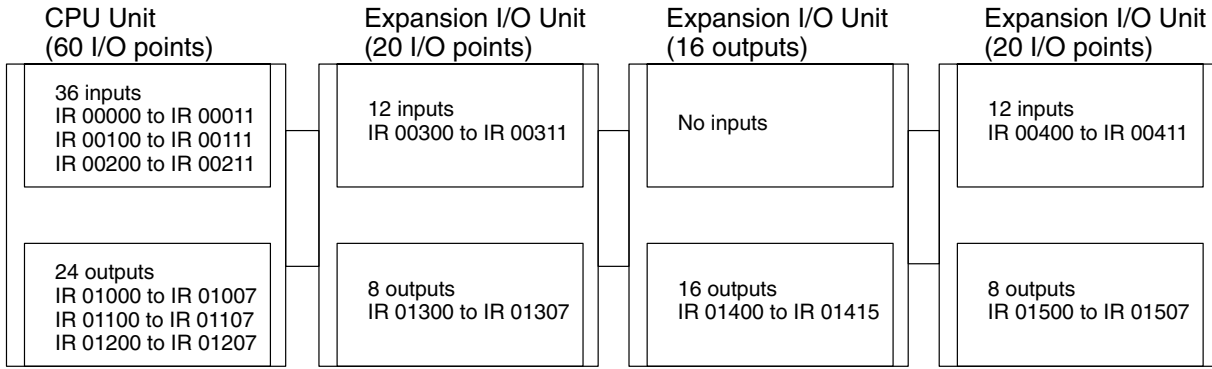 CPU Unit
(60 I/O points)
36 inputs
IR 00000 to IR 00011
IR 00100 to IR 00111
IR 00200 to IR 00211
24 outputs
IR 01000 to IR 01007
IR 01100 to IR 01107
IR 01200 to IR 01207
Expansion I/O Unit
(20 I/O points)
12 inputs
IR 00300 to IR 00311
8 outputs
IR 01300 to IR 01307
Expansion I/O Unit
(16 outputs)
No inputs
16 outputs
IR 01400 to IR 01415
Expansion I/O Unit
(20 I/O points)
12 inputs
IR 00400 to IR 00411
8 outputs
IR 01500 to IR 01507